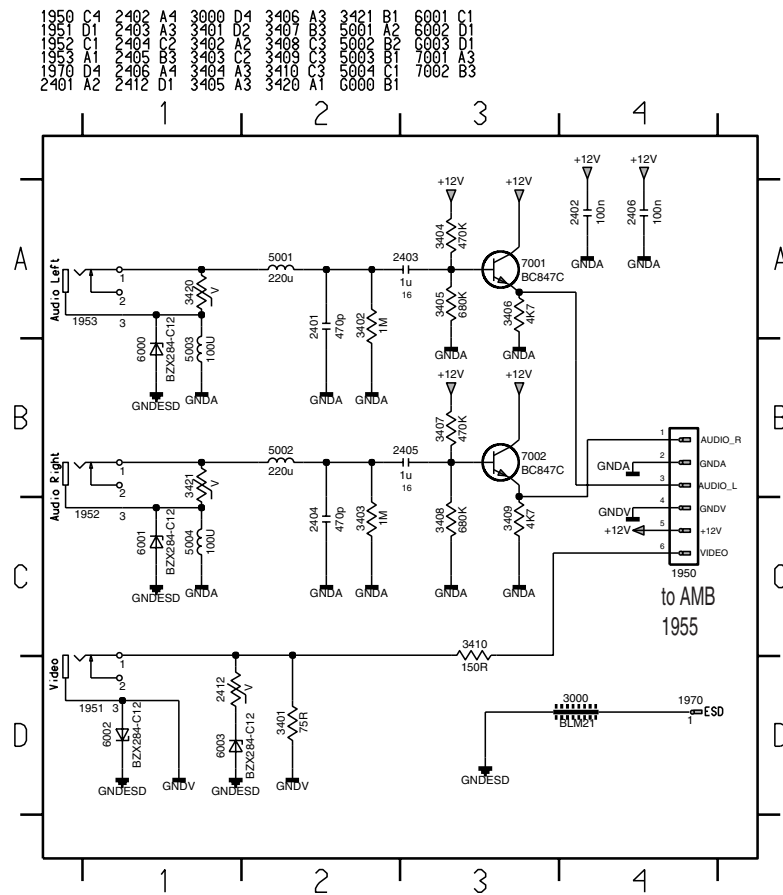 1950 C4 2402 A4 3000 D4 3406 A3 3421 B1 6001 C1
1951 D1 2403 A3 3401 D2 3407 B3 5001 A2 6002 D1
1952 C1 2404 C2 3402 A2 3408 C3 5002 B2 G003 D1
1953 A1 2405 B3 3403 C2 3409 C3 5003 B1 7001 A3
1970 D4 2406 A4 3404 A3 3410 C3 5004 C1 7002 B3
2401 A2 2412 D1 3405 A3 3420 A1 G000 B1
1 2 3 4
+12V +12V
+12V +12V
2402
100n
2406
100n
3404
470K
A A
Audio Left
1
2
3
1953
3420
V
5001
220u
2403
1u
16
7001
BC847C
GNDA GNDA
2401
470p
3402
1M
3405
680K
3406
4K7
6000
BZX284-C12
5003
100U
GNDA GNDA
GNDESD GNDA GNDA GNDA
+12V +12V
3407
470K
B B
Audio Right
1
2
3
1952
3421
V
5002
220u
2405
1u
16
7002
BC847C
1 AUDIO_R
GNDA 2 GNDA
3 AUDIO_L
GNDV 4 GNDV
+12V 5 +12V
6 VIDEO
1950
to AMB
1955
2404
470p
3403
1M
3408
680K
3409
4K7
6001
BZX284-C12
5004
100U
C C
GNDESD GNDA GNDA GNDA GNDA GNDA
Video
1
2
3
1951
3410
150R
2412
V
3401
75R
6002
BZX284-C12
6003
BZX284-C12
3000
BLM21
1970
1
ESD
D D
GNDESD GNDV GNDESD GNDV GNDESD
1 2 3 4